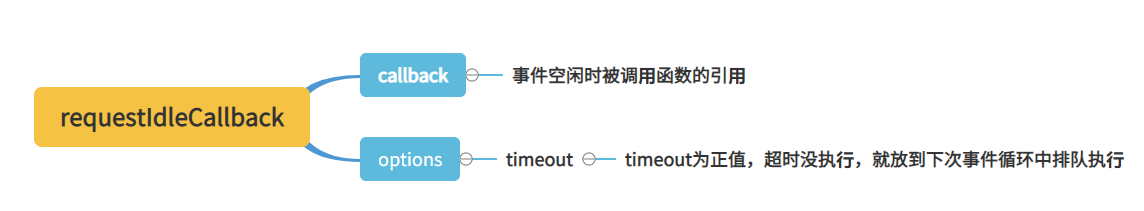 requestIdleCallback
callback
事件空闲时被调用函数的引用
options
timeout
timeout为正值，超时没执行，就放到下次事件循环中排队执行